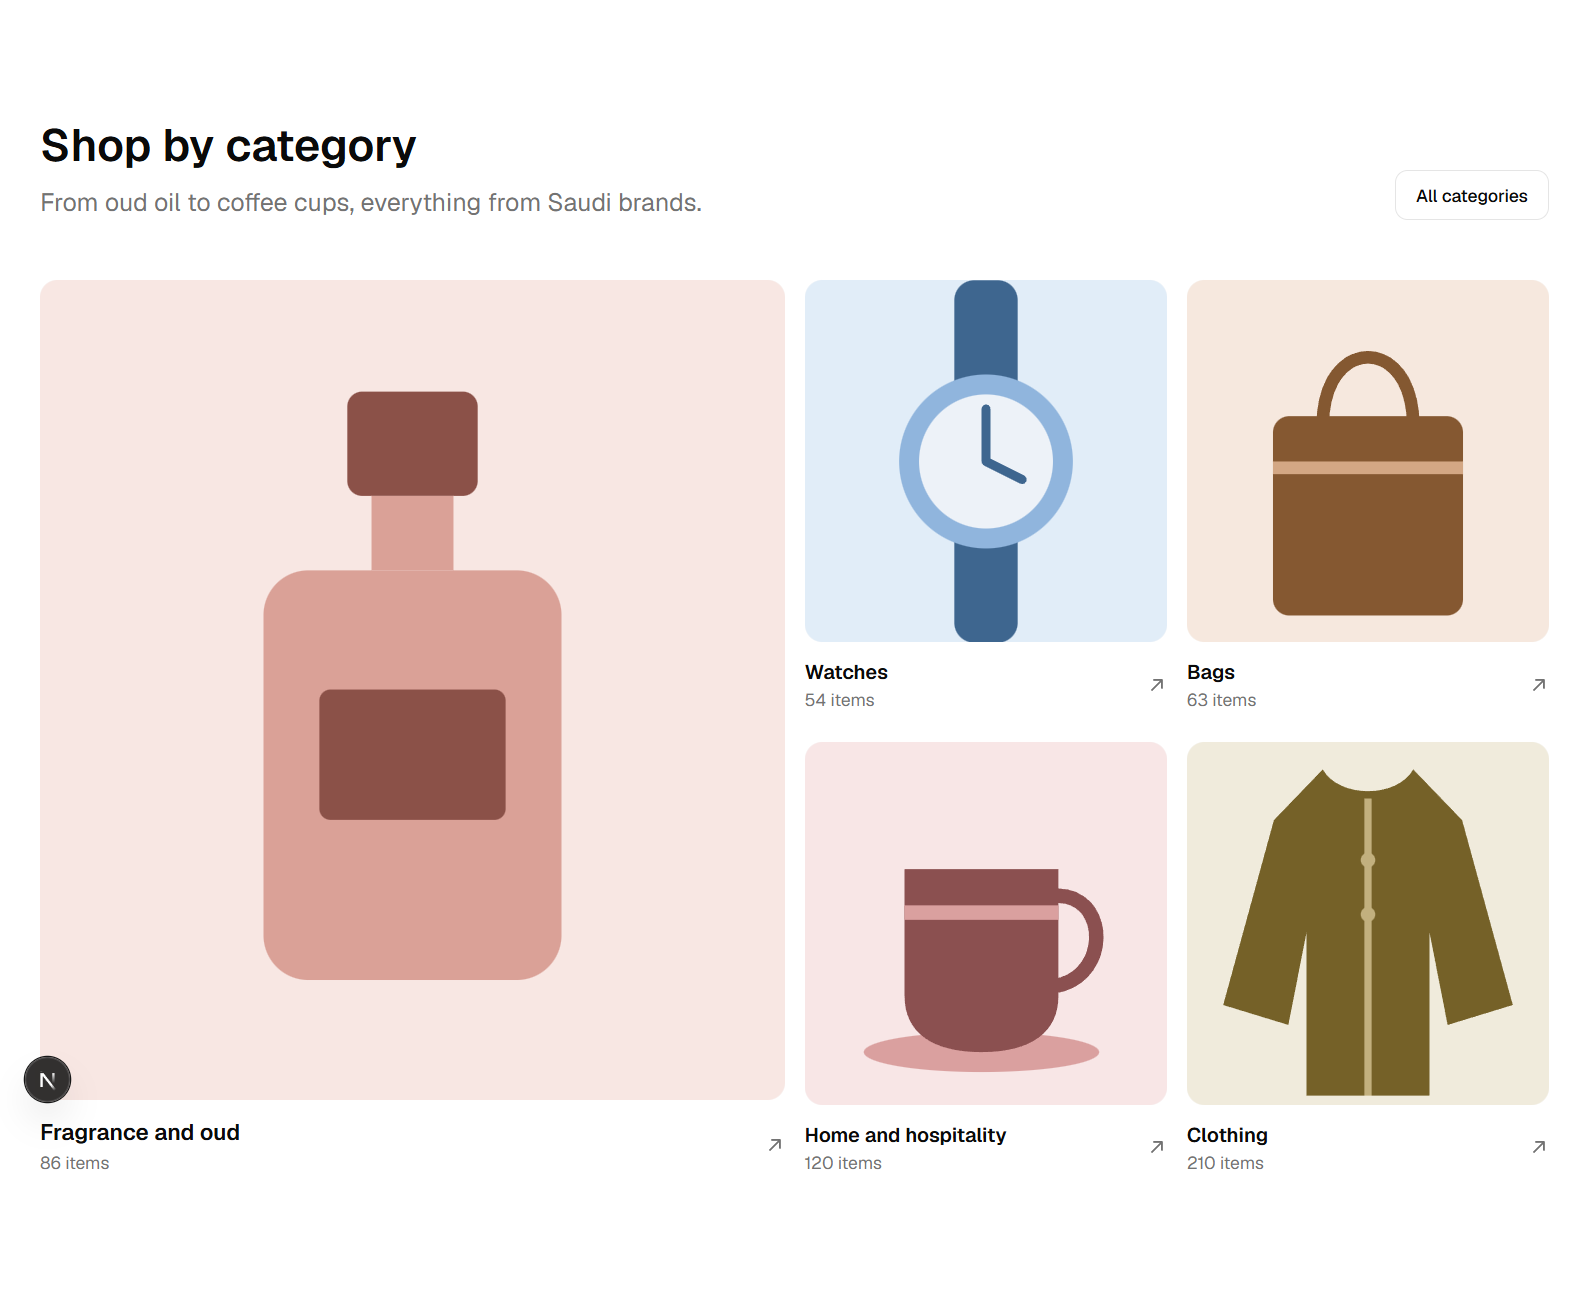 Shop by category
From oud oil to coffee cups, everything from Saudi brands.
All categories
Watches
54 items
Bags
63 items
Fragrance and oud
86 items
Home and hospitality
120 items
Clothing
210 items
N